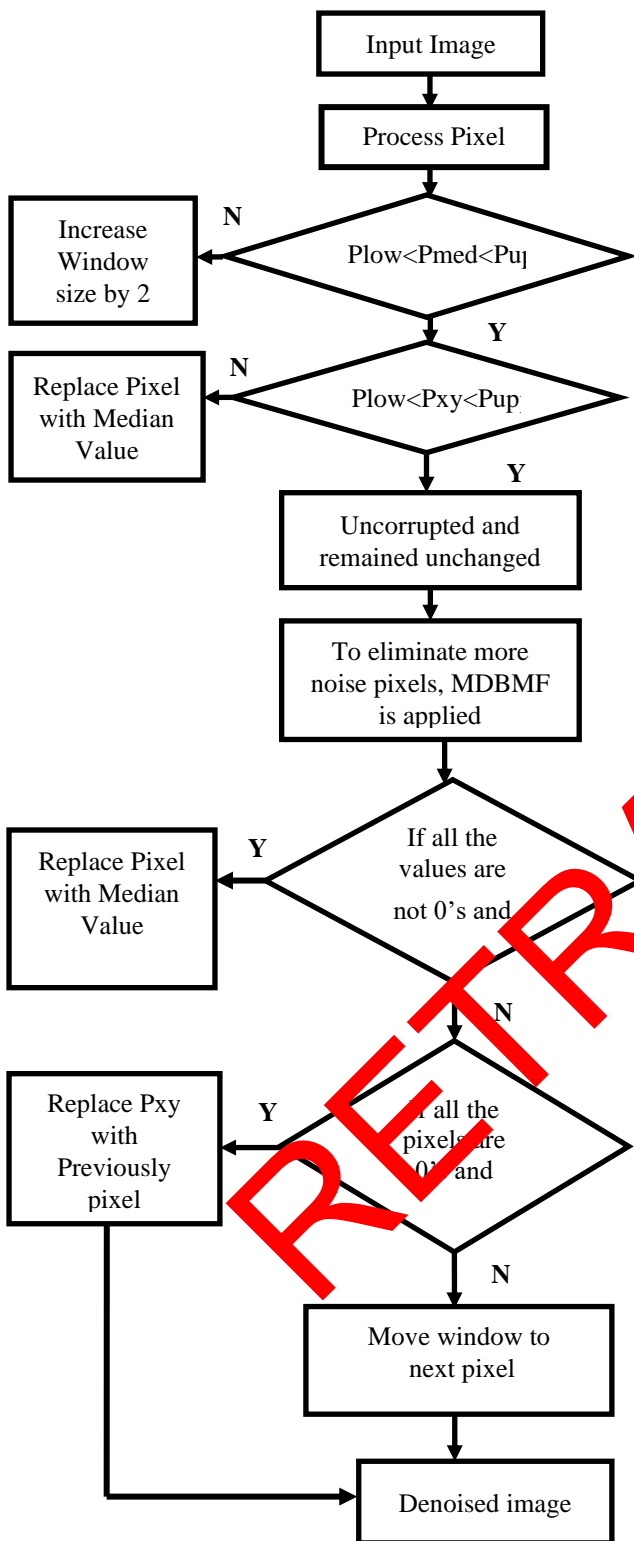 Input Image
Process Pixel
N
Increase
Window
size by 2
Plow<Pmed<Pup
Y
N
Replace Pixel
with Median
Value
Plow<Pxy<Pup
Y
Uncorrupted and
remained unchanged
To eliminate more
noise pixels, MDBMF
is applied
If all the
values are
not 0's and
Y
Replace Pixel
with Median
Value
N
If all the
pixels are
0's and
Y
Replace Pxy
with
Previously
pixel
N
Move window to
next pixel
Denoised image
RETR